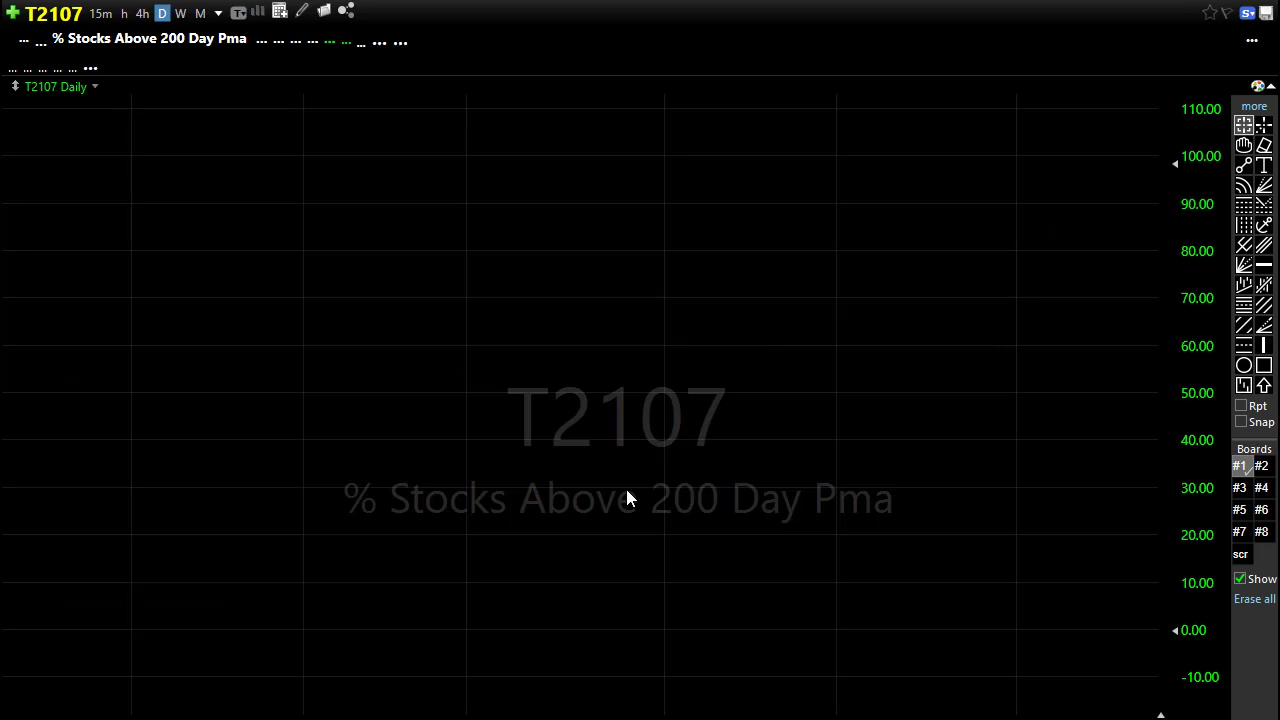 T2107 15m h 4h D W M T
... ... % Stocks Above 200 Day Pma ... ... ... ... ... ... ... ... ... ...
... ... ... ... ... ...
T2107 Daily
110.00
100.00
90.00
80.00
70.00
60.00
50.00
40.00
30.00
20.00
10.00
0.00
-10.00
T2107
% Stocks Above 200 Day Pma
S
more
T
Rpt
Snap
Boards
#1 #2
#3 #4
#5 #6
#7 #8
scr
Show
Erase all